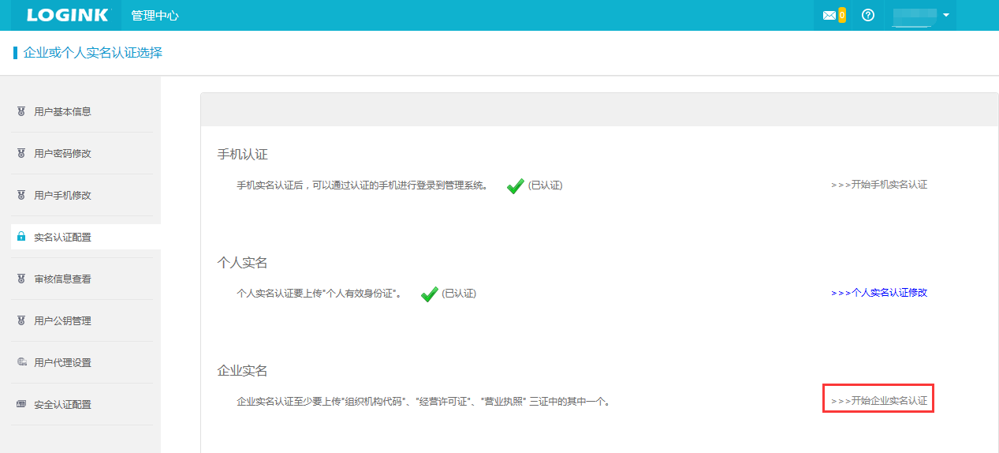 LOGINK 管理中心 0
企业或个人实名认证选择
用户基本信息
用户密码修改
用户手机修改
实名认证配置
审核信息查看
用户公钥管理
用户代理设置
安全认证配置
手机认证
手机实名认证后，可以通过认证的手机进行登录到管理系统。 (已认证) >>>开始手机实名认证
个人实名
个人实名认证要上传"个人有效身份证"。 (已认证) >>>个人实名认证修改
企业实名
企业实名认证至少要上传"组织机构代码"、"经营许可证"、"营业执照" 三证中的其中一个。 >>>开始企业实名认证